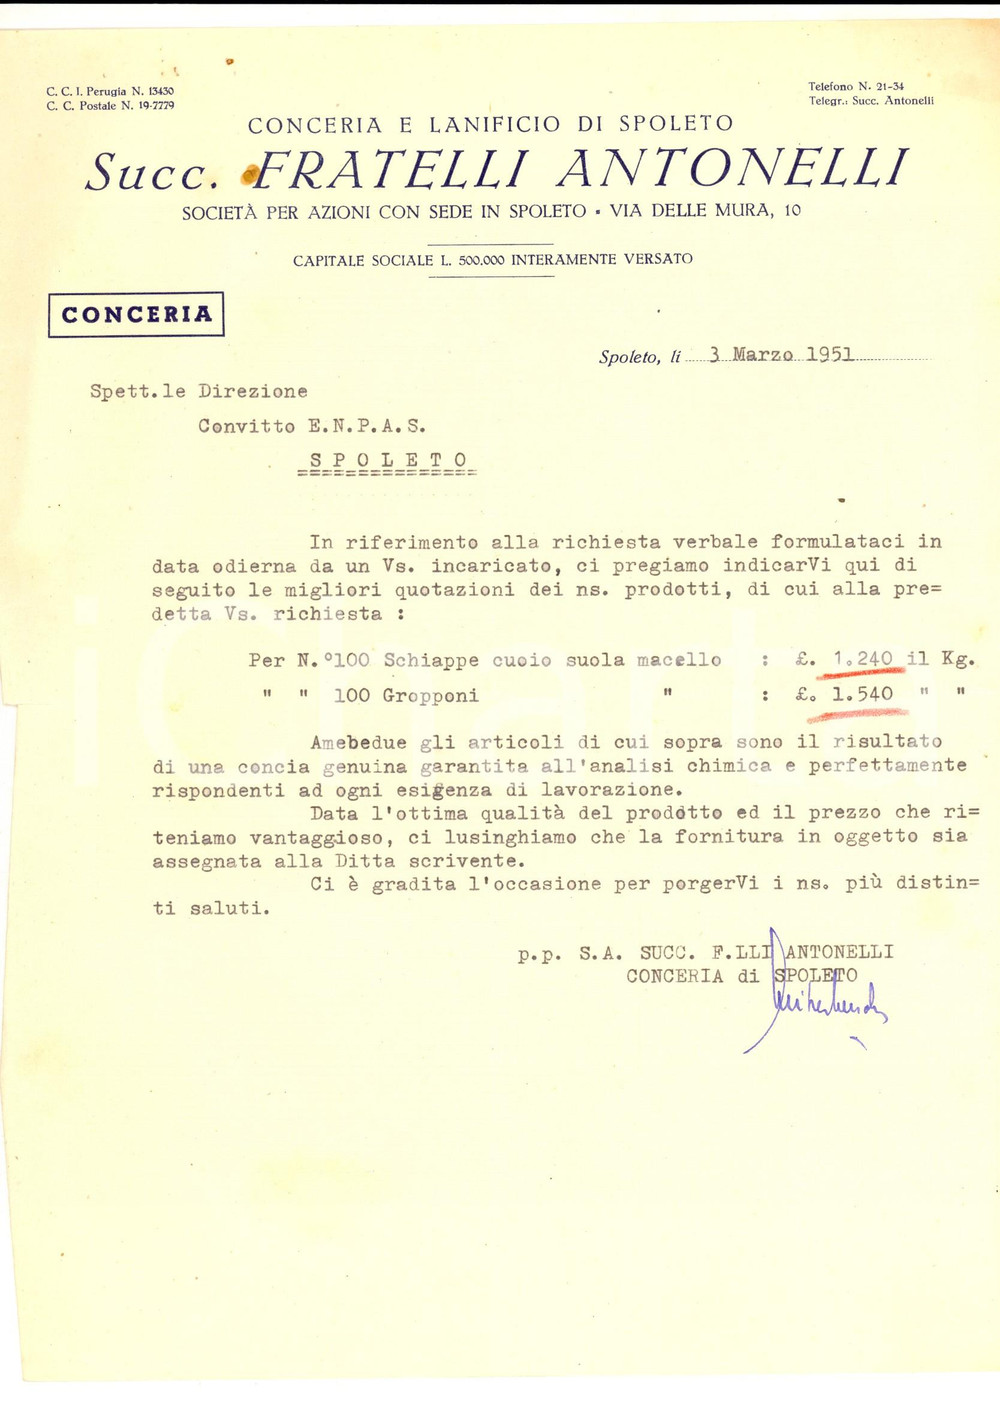 C. C. I. Perugia N. 13430
C. C. Postale N. 19-7779
Telefono N. 21-34
Telegr.: Succ. Antonelli
CONCERIA E LANIFICIO DI SPOLETO
Succ. FRATELLI ANTONELLI
SOCIETÀ PER AZIONI CON SEDE IN SPOLETO • VIA DELLE MURA, 10
CAPITALE SOCIALE L. 500.000 INTERAMENTE VERSATO
CONCERIA
Spoleto, li 3 Marzo 1951
Spett.le Direzione
Convitto E.N.P.A.S.
S P O L E T O
In riferimento alla richiesta verbale formulataci in
data odierna da un Vs. incaricato, ci pregiamo indicarVi qui di
seguito le migliori quotazioni dei ns. prodotti, di cui alla pre=
detta Vs. richiesta :
Per N.°100 Schiappe cuoio suola macello : £. 1.240 il Kg.
" " 100 Gropponi " : £. 1.540 " "
Amebedue gli articoli di cui sopra sono il risultato
di una concia genuina garantita all'analisi chimica e perfettamente
rispondenti ad ogni esigenza di lavorazione.
Data l'ottima qualità del prodotto ed il prezzo che ri=
teniamo vantaggioso, ci lusinghiamo che la fornitura in oggetto sia
assegnata alla Ditta scrivente.
Ci è gradita l'occasione per porgerVi i ns. più distin=
ti saluti.
p.p. S.A. SUCC. F.LLI ANTONELLI
CONCERIA di SPOLETO